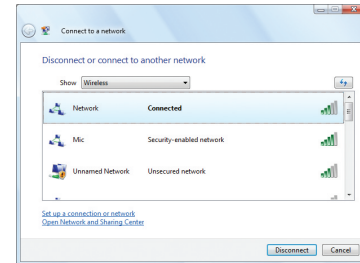 Connect to a network
Disconnect or connect to another network
Show Wireless
Network Connected
Mic Security-enabled network
Unnamed Network Unsecured network
Set up a connection or network
Open Network and Sharing Center
Disconnect Cancel